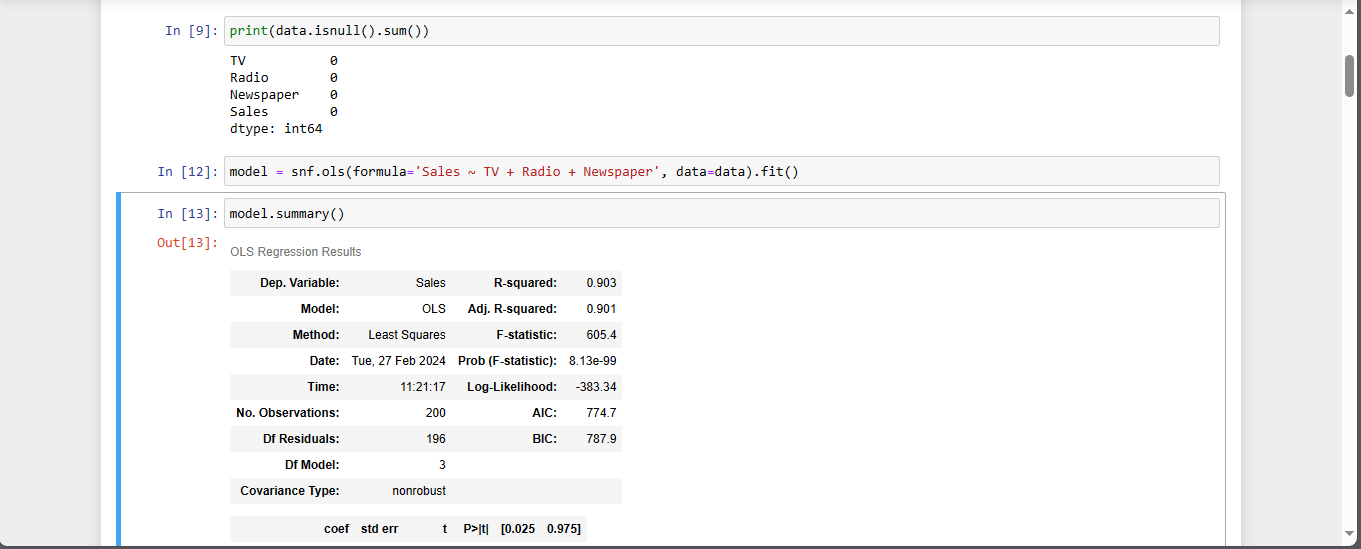 In [9]: print(data.isnull().sum())
TV 0
Radio 0
Newspaper 0
Sales 0
dtype: int64
In [12]: model = snf.ols(formula='Sales ~ TV + Radio + Newspaper', data=data).fit()
In [13]: model.summary()
Out[13]:
OLS Regression Results
Dep. Variable: Sales R-squared: 0.903
Model: OLS Adj. R-squared: 0.901
Method: Least Squares F-statistic: 605.4
Date: Tue, 27 Feb 2024 Prob (F-statistic): 8.13e-99
Time: 11:21:17 Log-Likelihood: -383.34
No. Observations: 200 AIC: 774.7
Df Residuals: 196 BIC: 787.9
Df Model: 3
Covariance Type: nonrobust
coef std err t P>|t| [0.025 0.975]